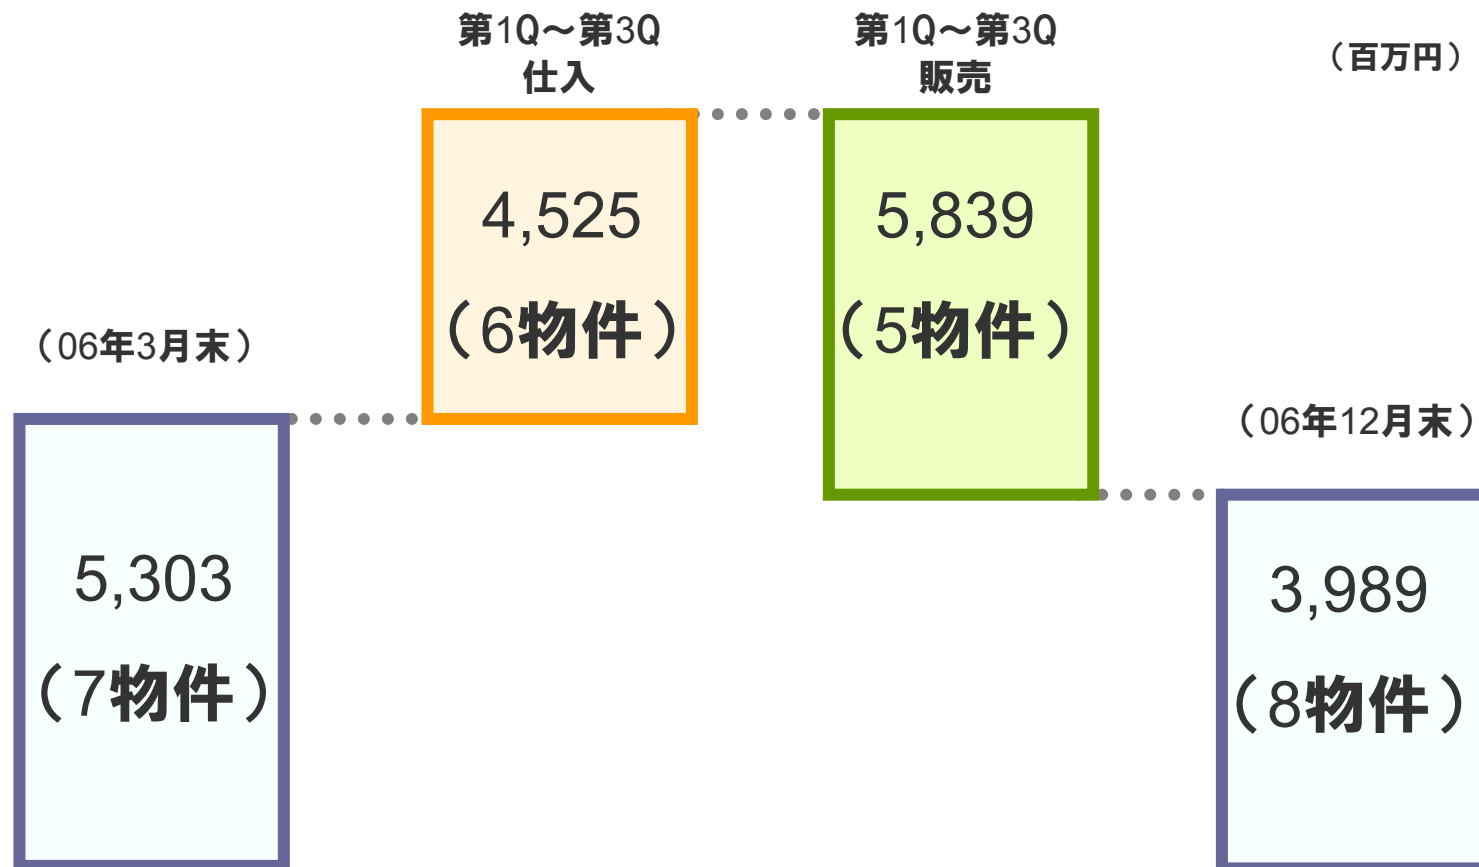 第1Q～第3Q
仕入
第1Q～第3Q
販売
（百万円）
4,525
（6物件）
5,839
（5物件）
（06年3月末）
5,303
（7物件）
（06年12月末）
3,989
（8物件）